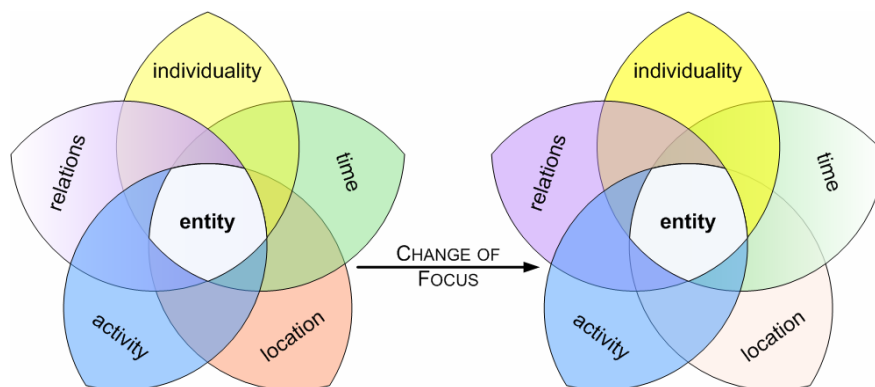 individuality
relations
time
entity
activity
location
CHANGE OF
FOCUS
individuality
relations
time
entity
activity
location